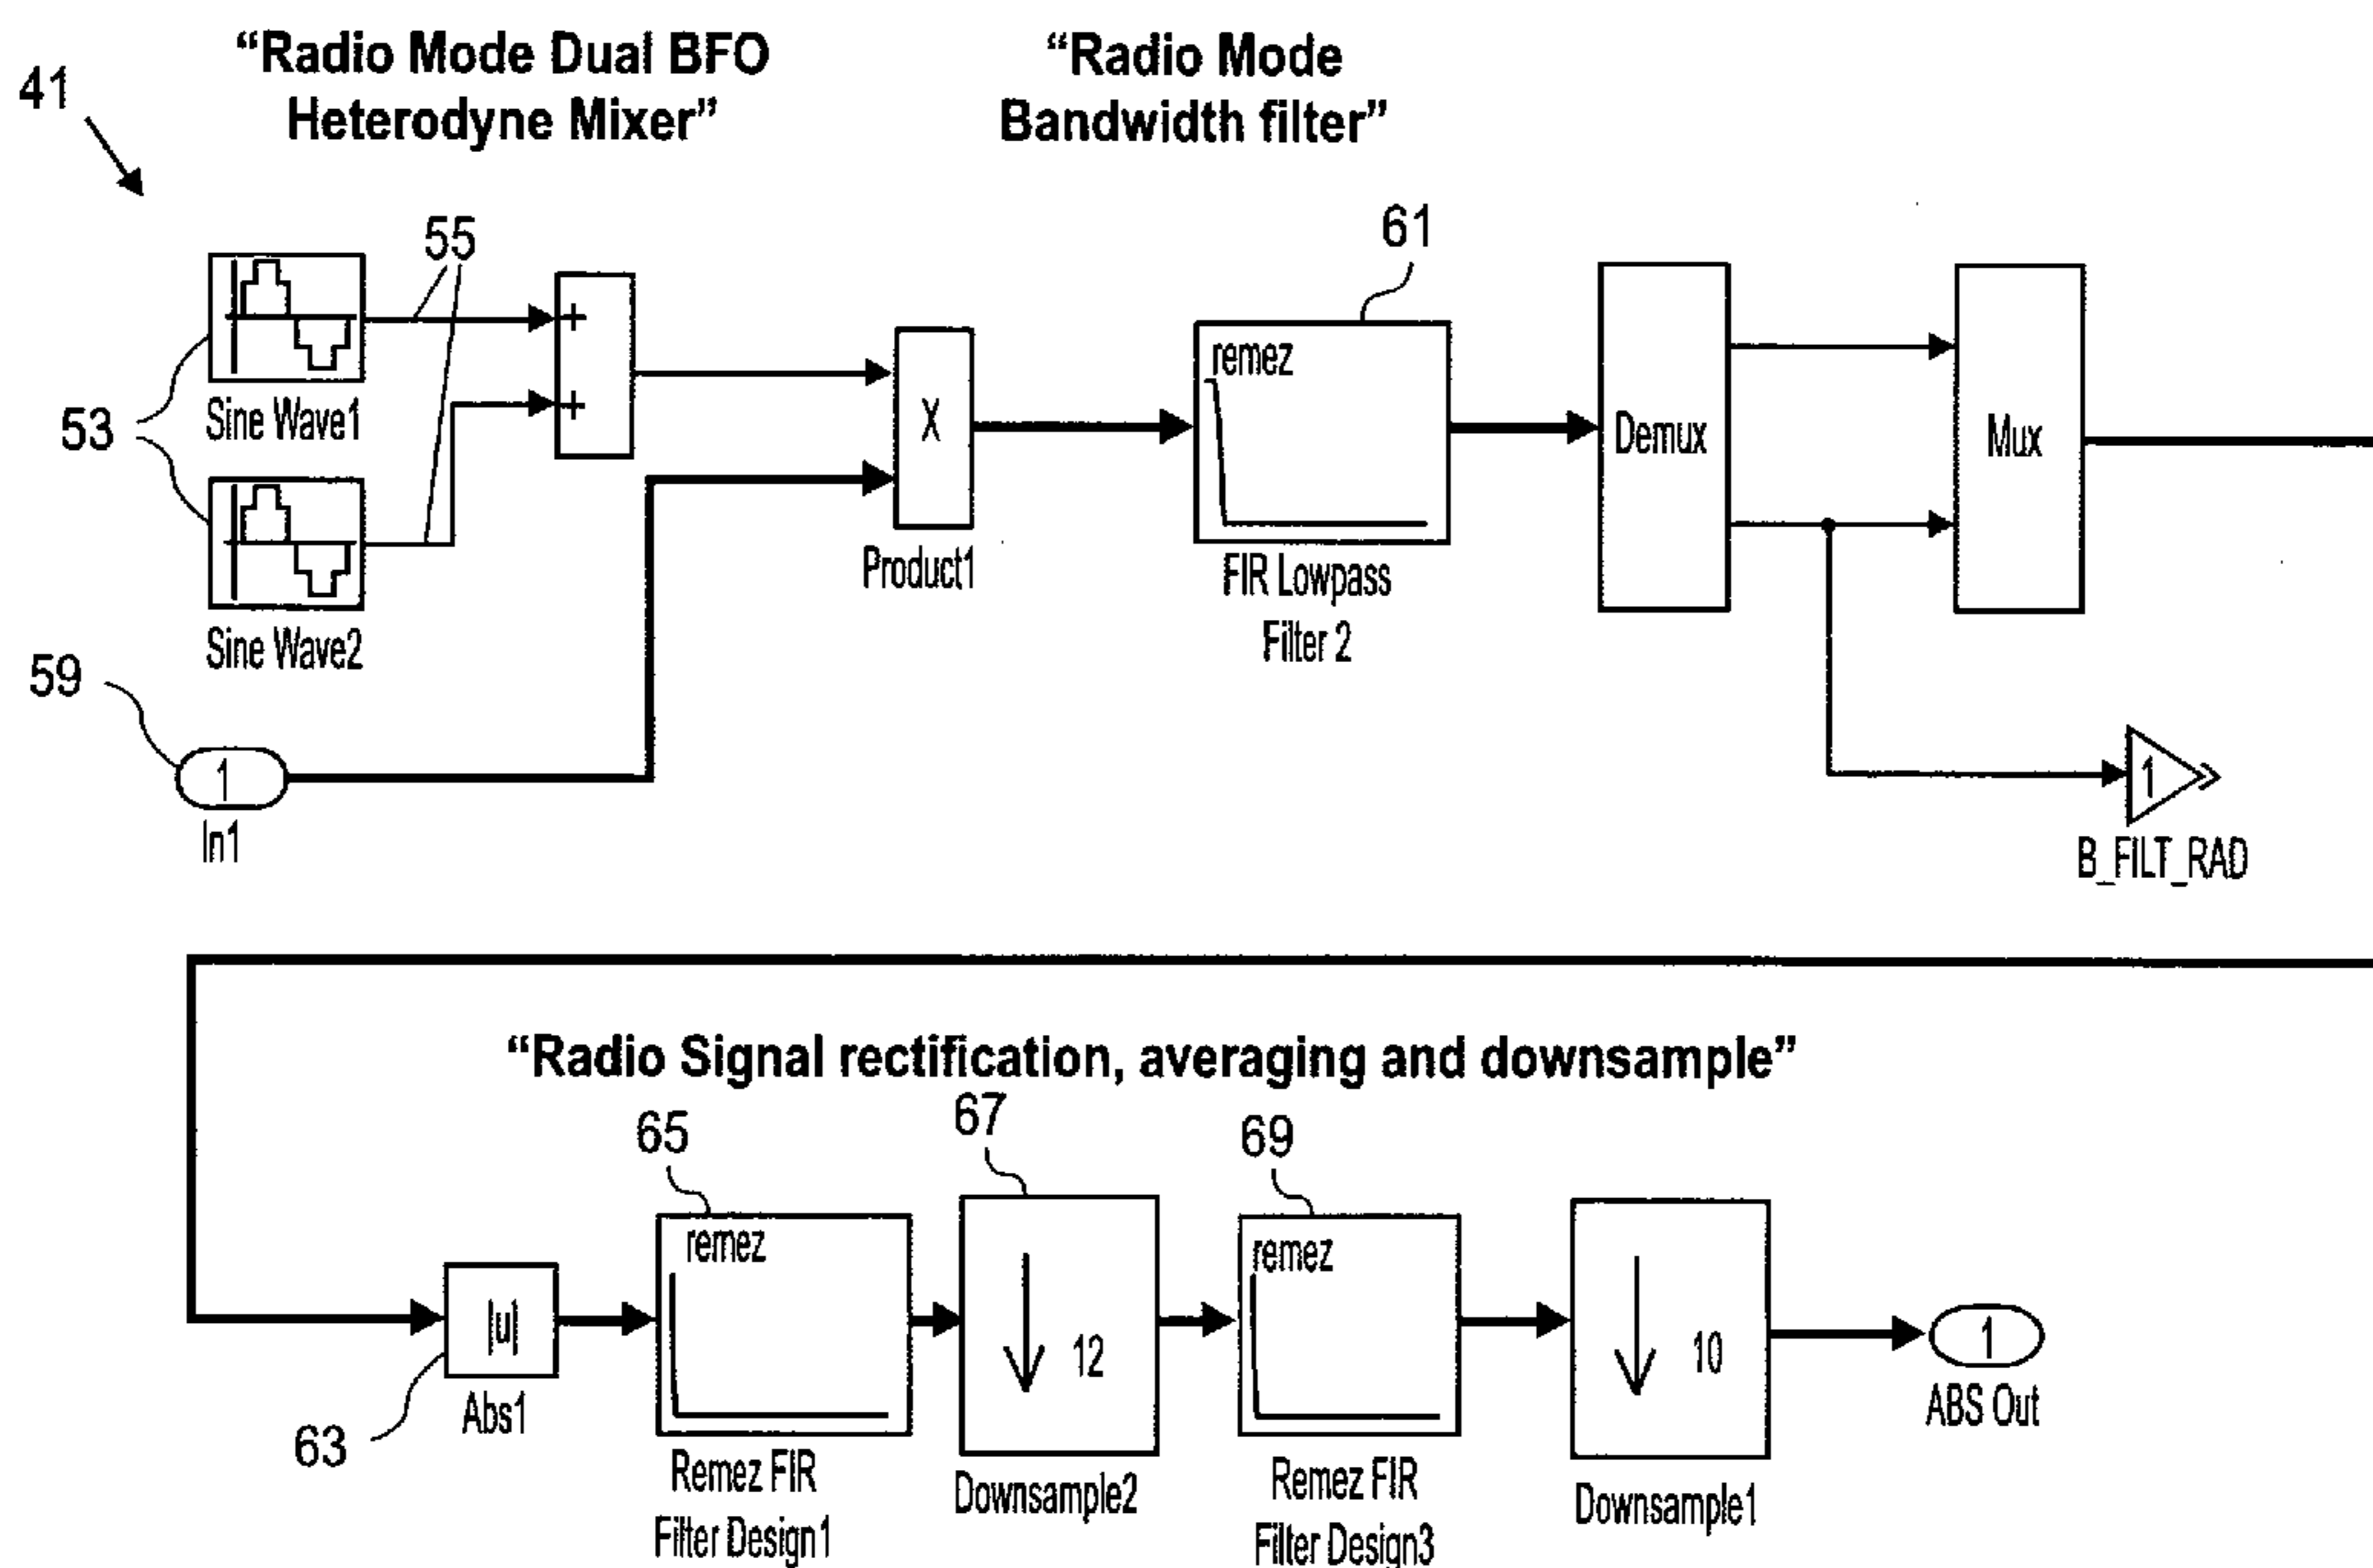 “Radio Mode Dual BFO
Heterodyne Mixer”
“Radio Mode
Bandwidth filter”
41
55
61
53
+
+
Sine Wave1
Sine Wave2
X
Product1
remez
FIR Lowpass
Filter 2
Demux
Mux
59
1
In1
1
B_FILT_RAD
“Radio Signal rectification, averaging and downsample”
65
67
69
63
|u|
Abs1
remez
Remez FIR
Filter Design1
12
Downsample2
remez
Remez FIR
Filter Design3
10
Downsample1
1
ABS Out